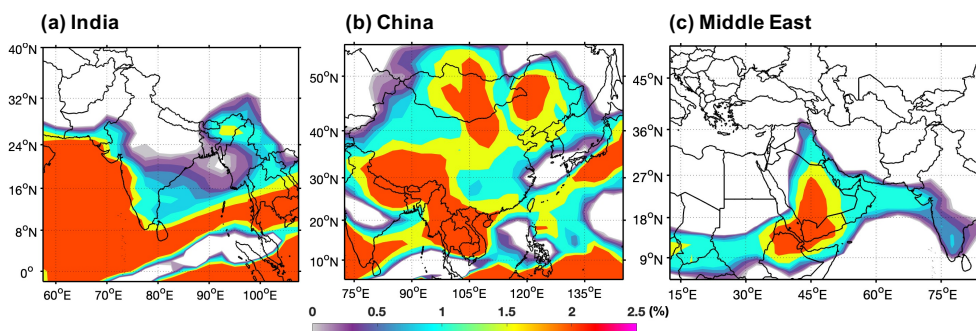 (a) India
(b) China
(c) Middle East
40°N
32°N
24°N
16°N
8°N
0°
60°E
70°E
80°E
90°E
100°E
50°N
40°N
30°N
20°N
10°N
75°E
90°E
105°E
120°E
135°E
45°N
36°N
27°N
18°N
9°N
15°E
30°E
45°E
60°E
75°E
0
0.5
1
1.5
2
2.5 (%)